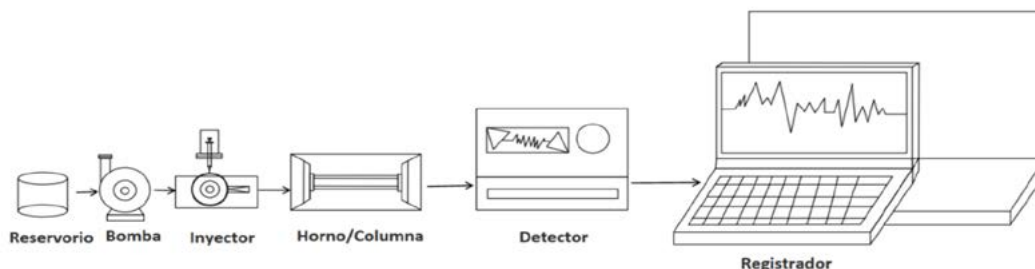 Reservorio
Bomba
Inyector
Horno/Columna
Detector
Registrador